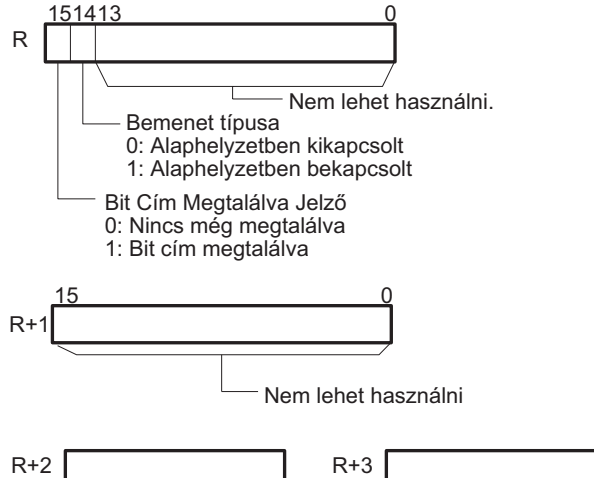 151413 0
R
Nem lehet használni.
Bemenet típusa
0: Alaphelyzetben kikapcsolt
1: Alaphelyzetben bekapcsolt
Bit Cím Megtalálva Jelző
0: Nincs még megtalálva
1: Bit cím megtalálva
15 0
R+1
Nem lehet használni
R+2 R+3